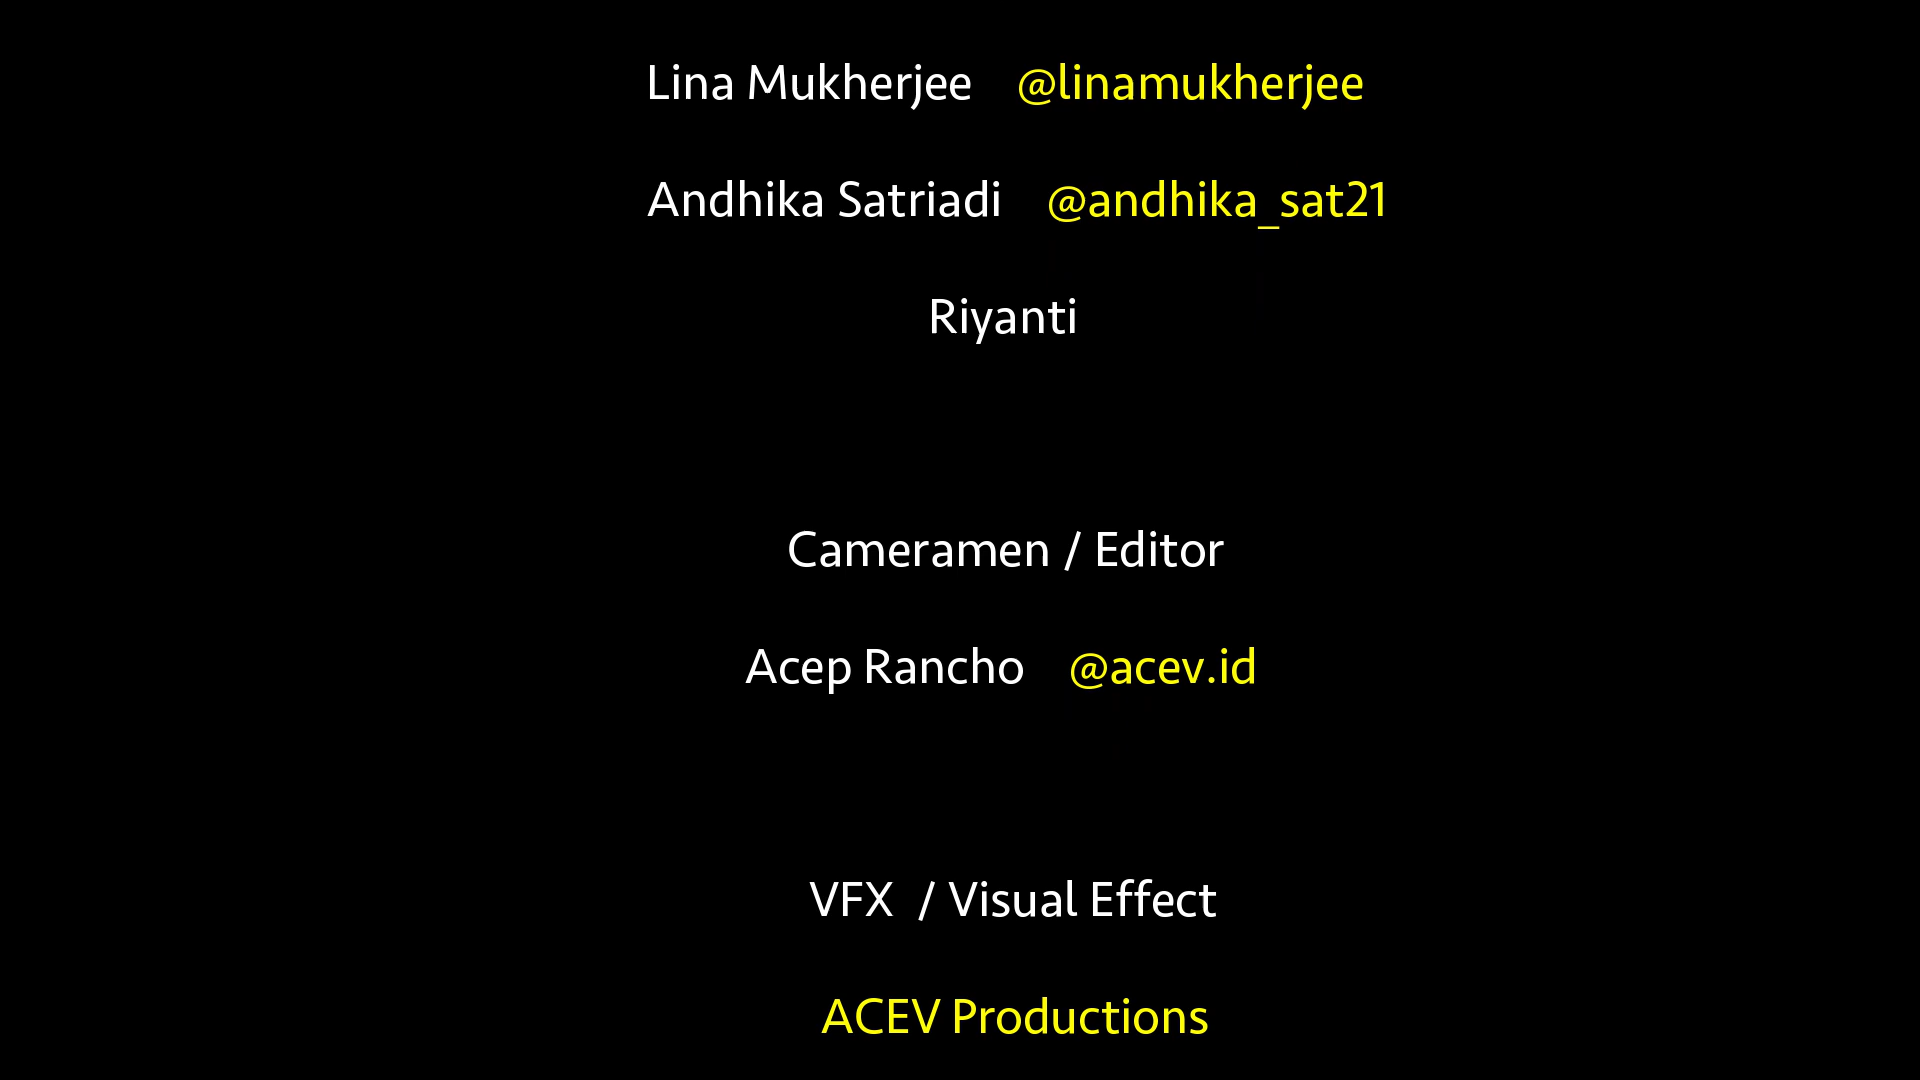 Lina Mukherjee @linamukherjee
Andhika Satriadi @andhika_sat21
Riyanti
Cameramen / Editor
Acep Rancho @acev.id
VFX / Visual Effect
ACEV Productions